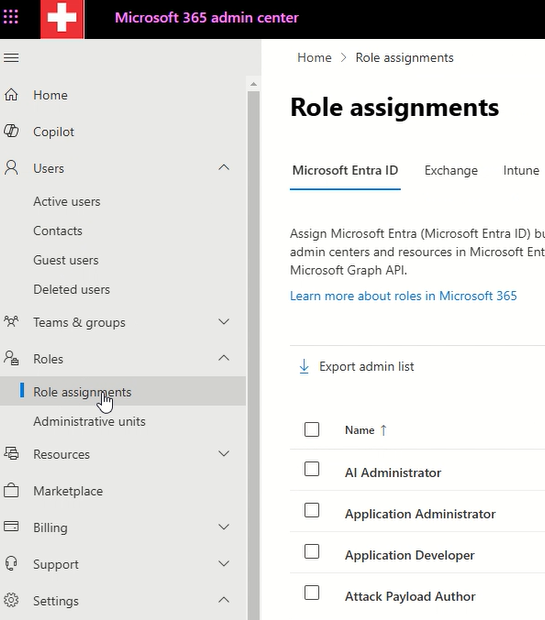 Microsoft 365 admin center
Home
Copilot
Users
Active users
Contacts
Guest users
Deleted users
Teams & groups
Roles
Role assignments
Administrative units
Resources
Marketplace
Billing
Support
Settings
Home > Role assignments
Role assignments
Microsoft Entra ID Exchange Intune
Assign Microsoft Entra (Microsoft Entra ID) bu
admin centers and resources in Microsoft Ent
Microsoft Graph API.
Learn more about roles in Microsoft 365
Export admin list
Name ↑
AI Administrator
Application Administrator
Application Developer
Attack Payload Author